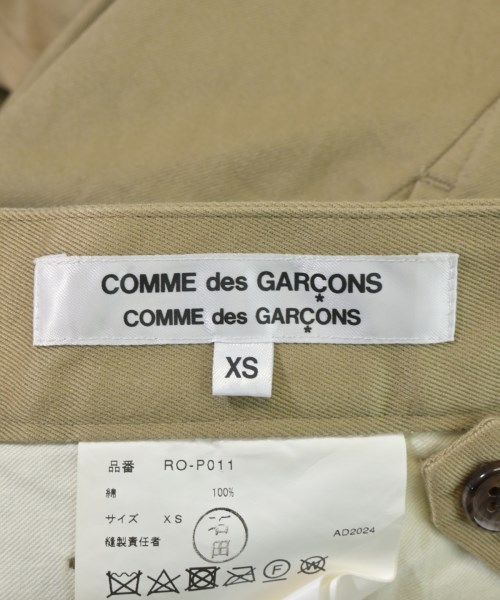 COMME des GARÇONS
*
COMME des GARÇONS
*
XS
品番 RO-P011
綿 100%
サイズ XS
縫製責任者
AD2024